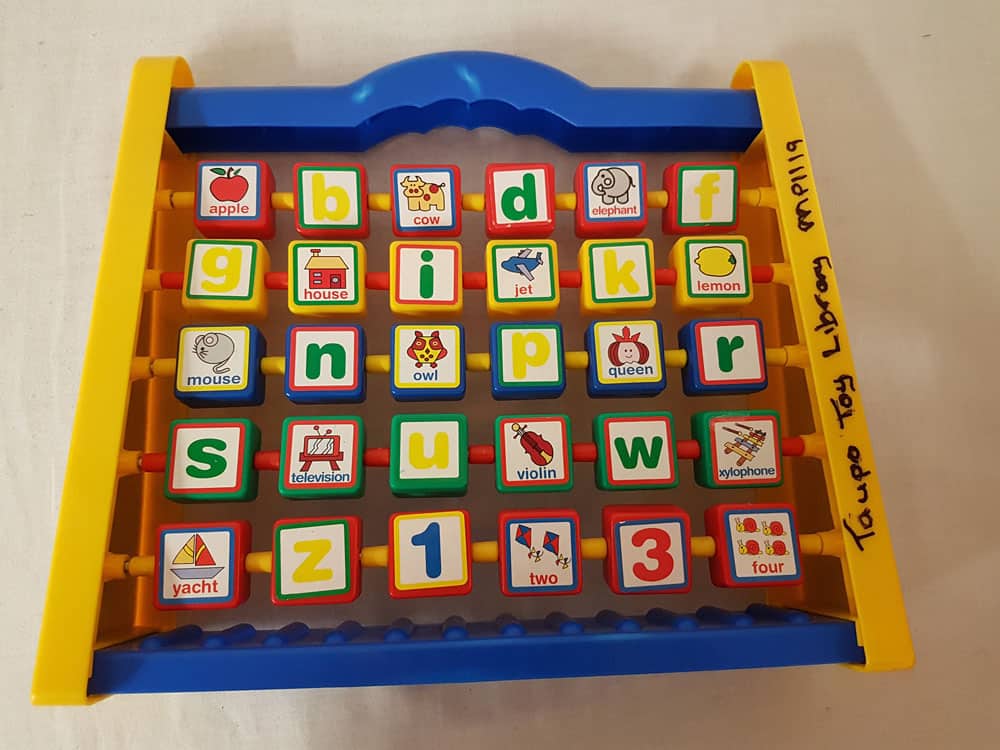 apple b cow d elephant f
g house i jet k lemon
mouse n owl p queen r
s television u violin w xylophone
yacht z 1 two 3 four
Taupo Toy Library mp1119